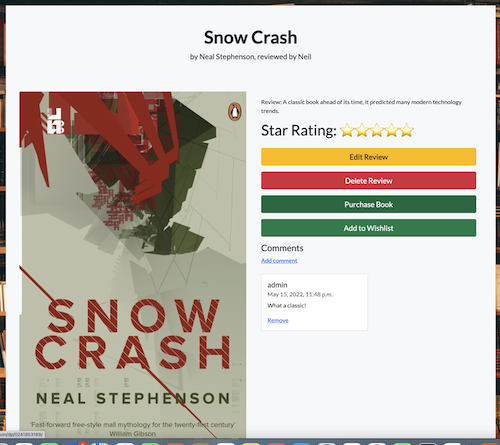 Snow Crash
by Neal Stephenson, reviewed by Neil
Review: A classic book ahead of its time, it predicted many modern technology
trends.
Star Rating: ⭐⭐⭐⭐⭐
Edit Review
Delete Review
Purchase Book
Add to Wishlist
Comments
Add comment
admin
May 15, 2022, 11:48 p.m.
What a classic!
Remove
SNOW
CRASH
NEAL STEPHENSON
'Fast-forward free-style mall mythology for the twenty-first century'
William Gibson